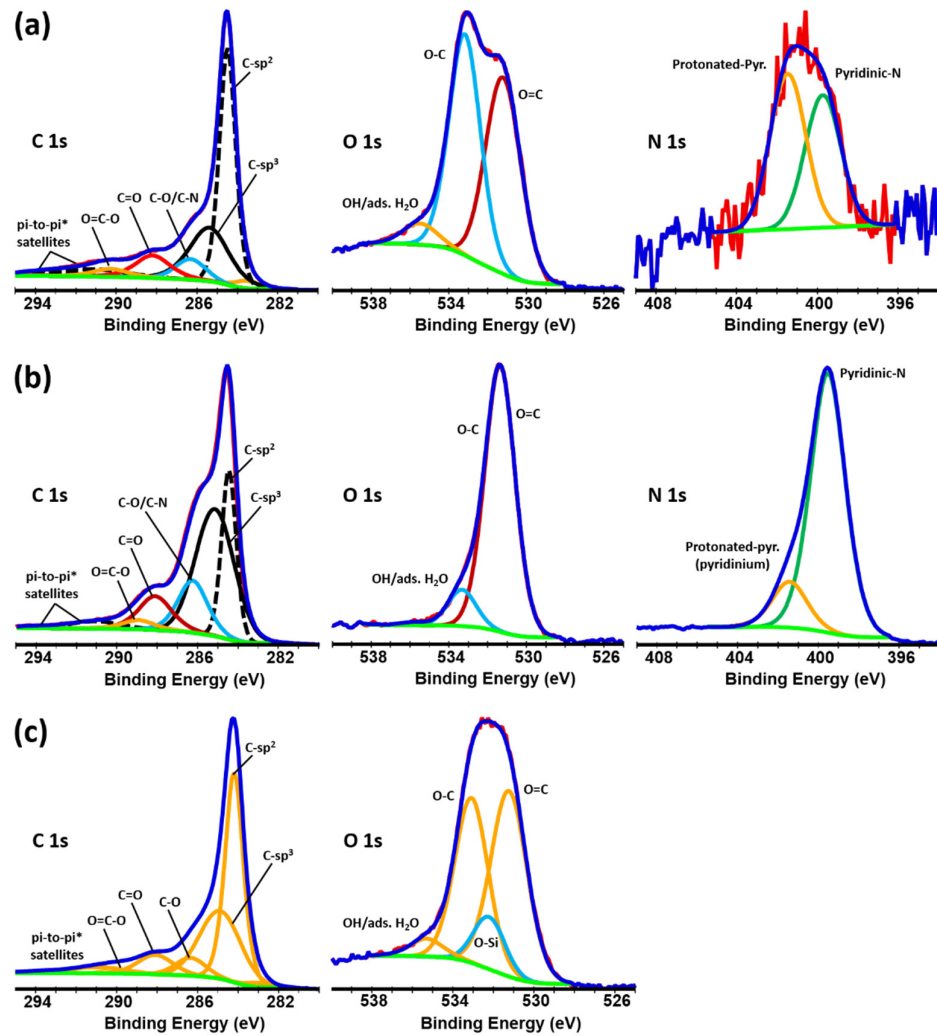 (a)
C 1s
C-sp²
C-sp³
C-O/C-N
C=O
O=C-O
pi-to-pi*
satellites
294 290 286 282
Binding Energy (eV)
O 1s
O-C
O=C
OH/ads. H₂O
538 534 530 526
Binding Energy (eV)
N 1s
Protonated-Pyr.
Pyridinic-N
408 404 400 396
Binding Energy (eV)
(b)
C 1s
C-sp²
C-sp³
C-O/C-N
C=O
O=C-O
pi-to-pi*
satellites
294 290 286 282
Binding Energy (eV)
O 1s
O-C
O=C
OH/ads. H₂O
538 534 530 526
Binding Energy (eV)
N 1s
Pyridinic-N
Protonated-pyr.
(pyridinium)
408 404 400 396
Binding Energy (eV)
(c)
C 1s
C-sp²
C-sp³
C-O
C=O
O=C-O
pi-to-pi*
satellites
294 290 286 282
Binding Energy (eV)
O 1s
O-C
O=C
OH/ads. H₂O
O-Si
538 534 530 526
Binding Energy (eV)